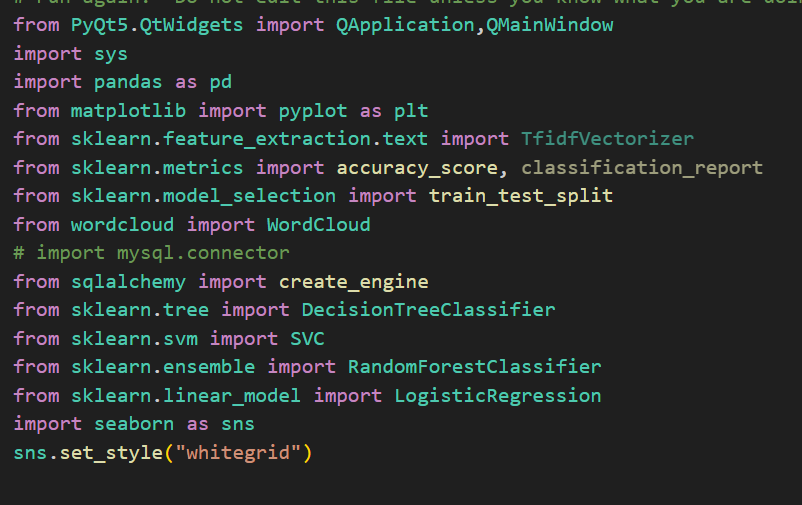 # run again.  Do not edit this file unless you know what you are doin
from PyQt5.QtWidgets import QApplication,QMainWindow
import sys
import pandas as pd
from matplotlib import pyplot as plt
from sklearn.feature_extraction.text import TfidfVectorizer
from sklearn.metrics import accuracy_score, classification_report
from sklearn.model_selection import train_test_split
from wordcloud import WordCloud
# import mysql.connector
from sqlalchemy import create_engine
from sklearn.tree import DecisionTreeClassifier
from sklearn.svm import SVC
from sklearn.ensemble import RandomForestClassifier
from sklearn.linear_model import LogisticRegression
import seaborn as sns
sns.set_style("whitegrid")